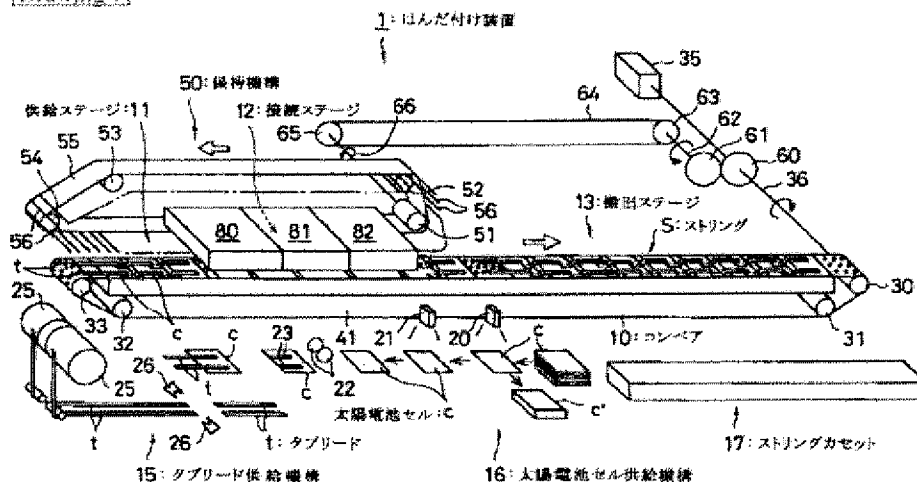 1:はんだ付け装置
35
50:保持機構
供給ステージ:11
12:接続ステージ
66
64
63
62
61
60
65
55
53
54
36
52
56
13:搬出ステージ
S:ストリング
56
80
81
82
51
t
30
25
33
32
c
41
21
20
c
10:コンベア
31
23
c
26
22
c
c
c'
25
t
太陽電池セル:c
t
26
t:タブリード
17:ストリングカセット
15:タブリード供給機構
16:太陽電池セル供給機構